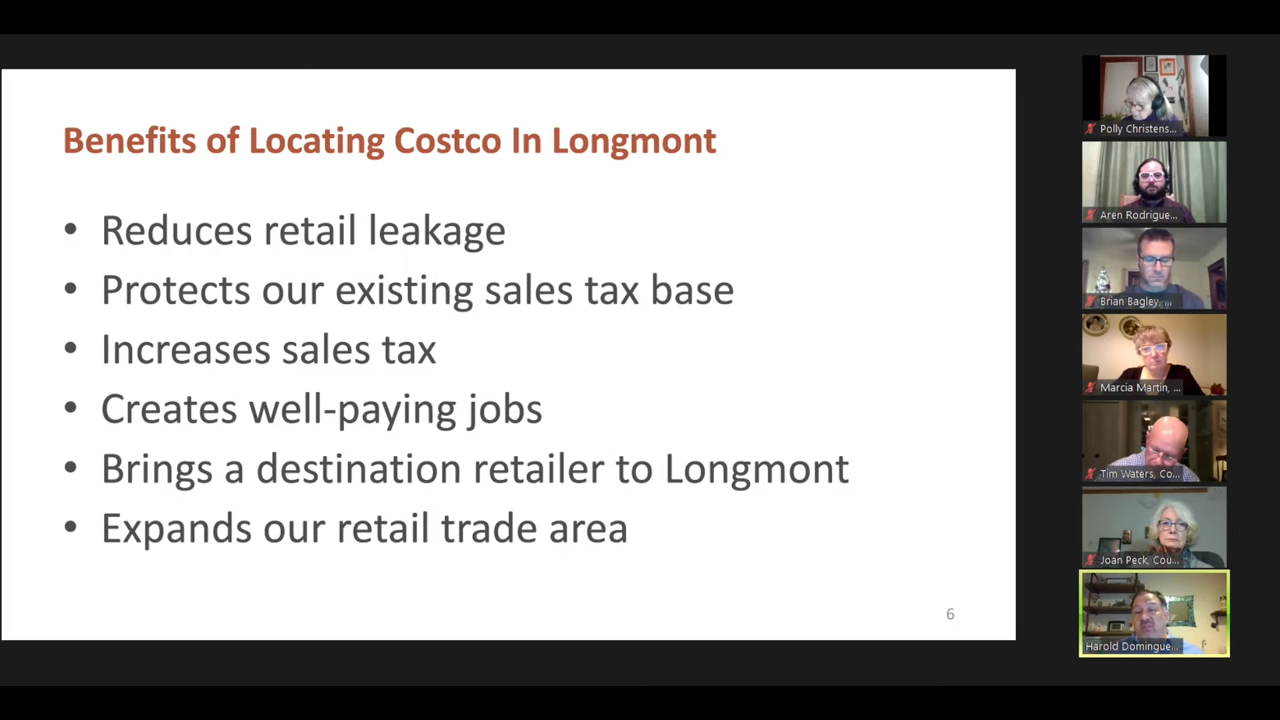 Benefits of Locating Costco In Longmont
• Reduces retail leakage
• Protects our existing sales tax base
• Increases sales tax
• Creates well-paying jobs
• Brings a destination retailer to Longmont
• Expands our retail trade area
6
Polly Christens...
Aren Rodrigue...
Brian Bagley, ...
Marcia Martin, ...
Tim Waters, Co...
Joan Peck, Cou...
Harold Domingue...